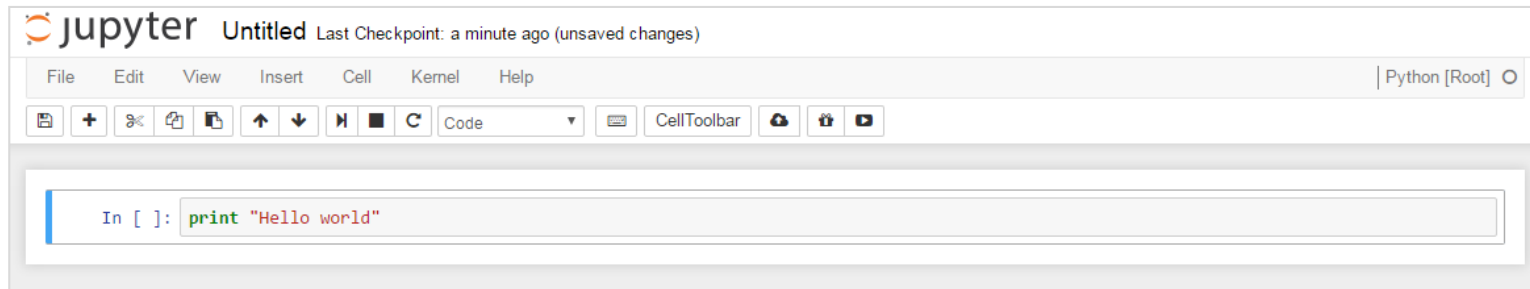 jupyter Untitled Last Checkpoint: a minute ago (unsaved changes)
File Edit View Insert Cell Kernel Help Python [Root]
Code CellToolbar
In [ ]: print "Hello world"